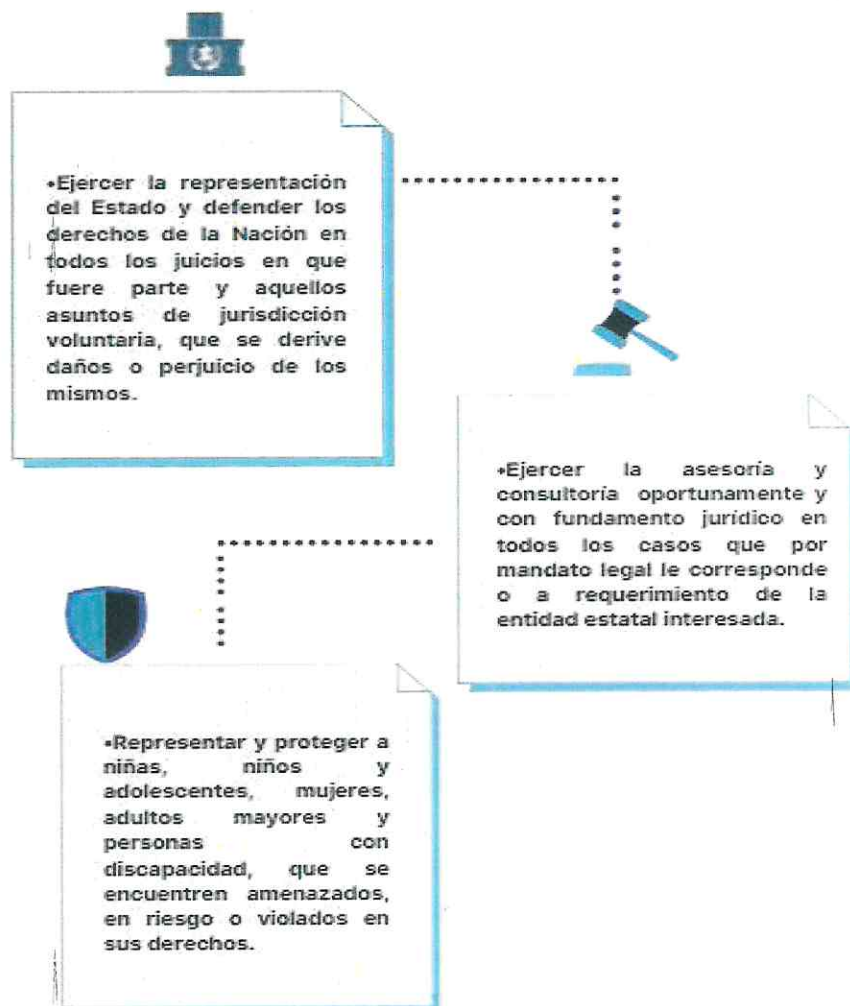 •Ejercer la representación
del Estado y defender los
derechos de la Nación en
todos los juicios en que
fuere parte y aquellos
asuntos de jurisdicción
voluntaria, que se derive
daños o perjuicio de los
mismos.
•Ejercer la asesoría y
consultoría oportunamente y
con fundamento jurídico en
todos los casos que por
mandato legal le corresponde
o a requerimiento de la
entidad estatal interesada.
•Representar y proteger a
niñas, niños y
adolescentes, mujeres,
adultos mayores y
personas con
discapacidad, que se
encuentren amenazados,
en riesgo o violados en
sus derechos.